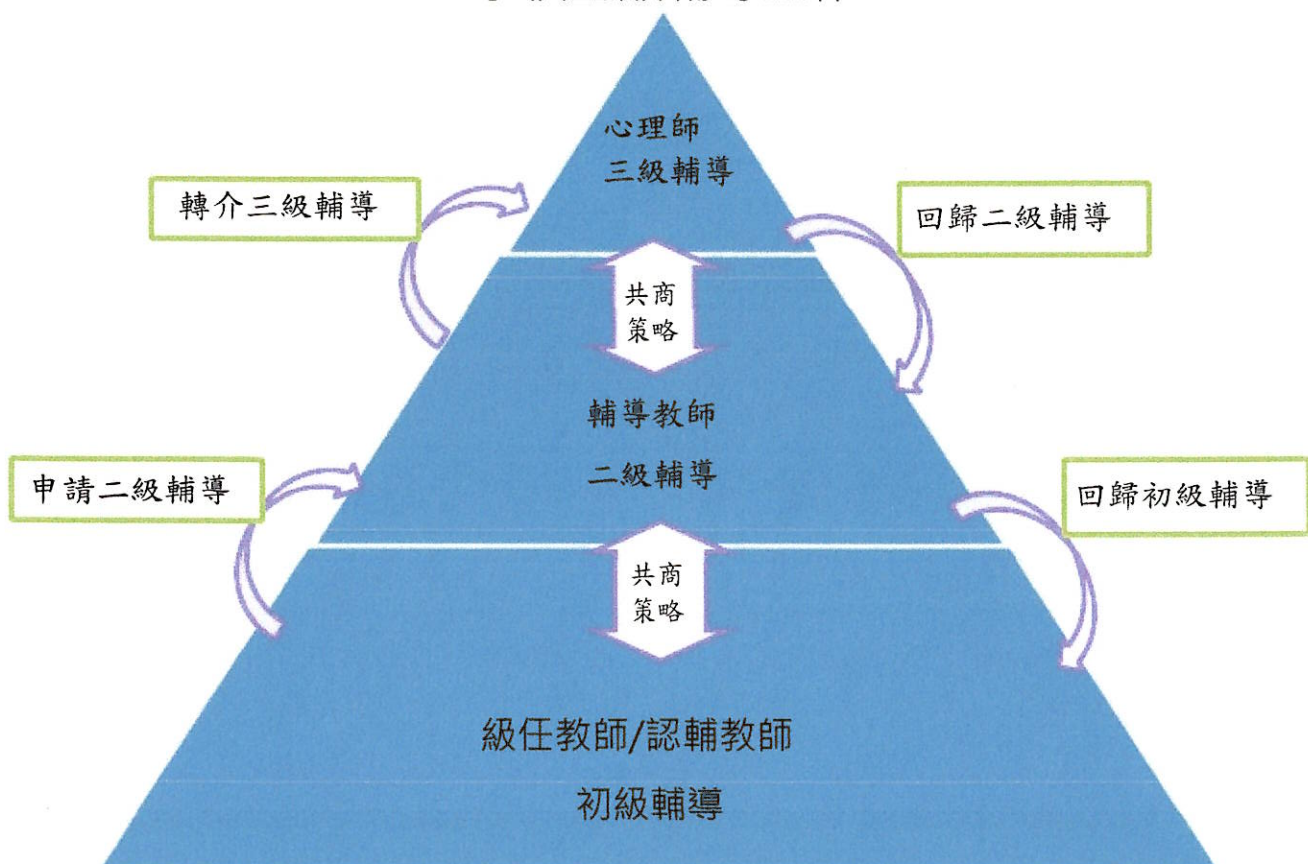 心理師
三級輔導
轉介三級輔導
回歸二級輔導
共商
策略
輔導教師
二級輔導
申請二級輔導
回歸初級輔導
共商
策略
級任教師/認輔教師
初級輔導